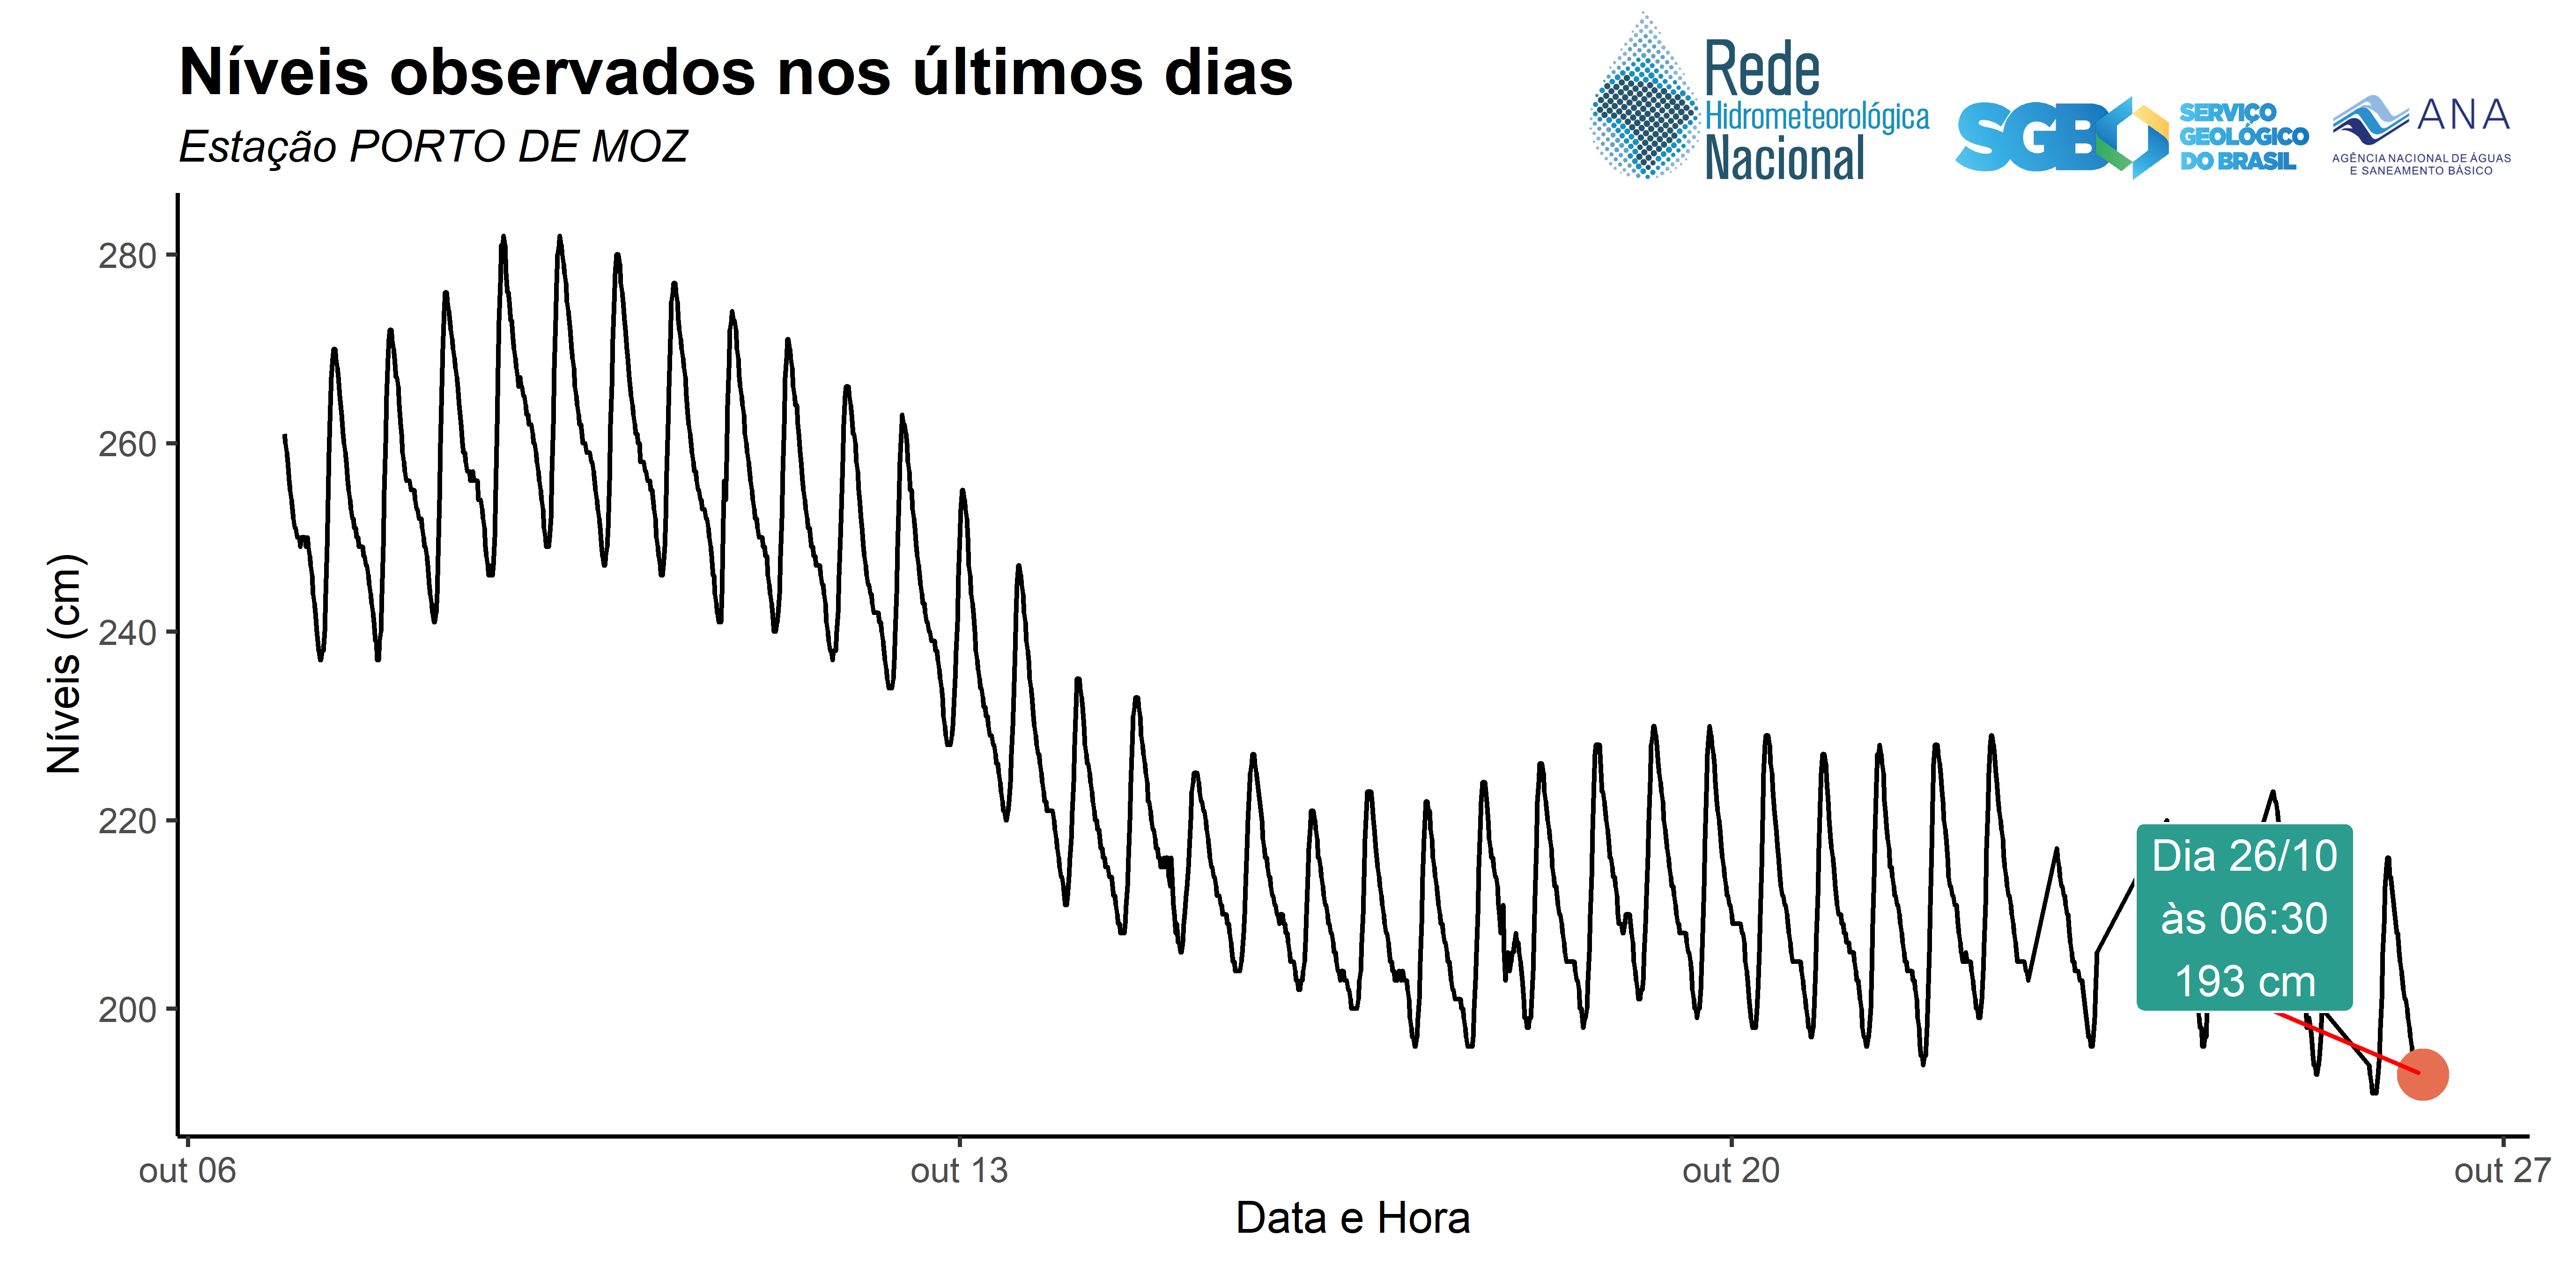 Níveis observados nos últimos dias
Estação PORTO DE MOZ
Rede
Hidrometeorológica
Nacional
SGB
SERVIÇO
GEOLÓGICO
DO BRASIL
ANA
AGÊNCIA NACIONAL DE ÁGUAS
E SANEAMENTO BÁSICO
Níveis (cm)
280
260
240
220
200
Dia 26/10
às 06:30
193 cm
out 06
out 13
out 20
out 27
Data e Hora